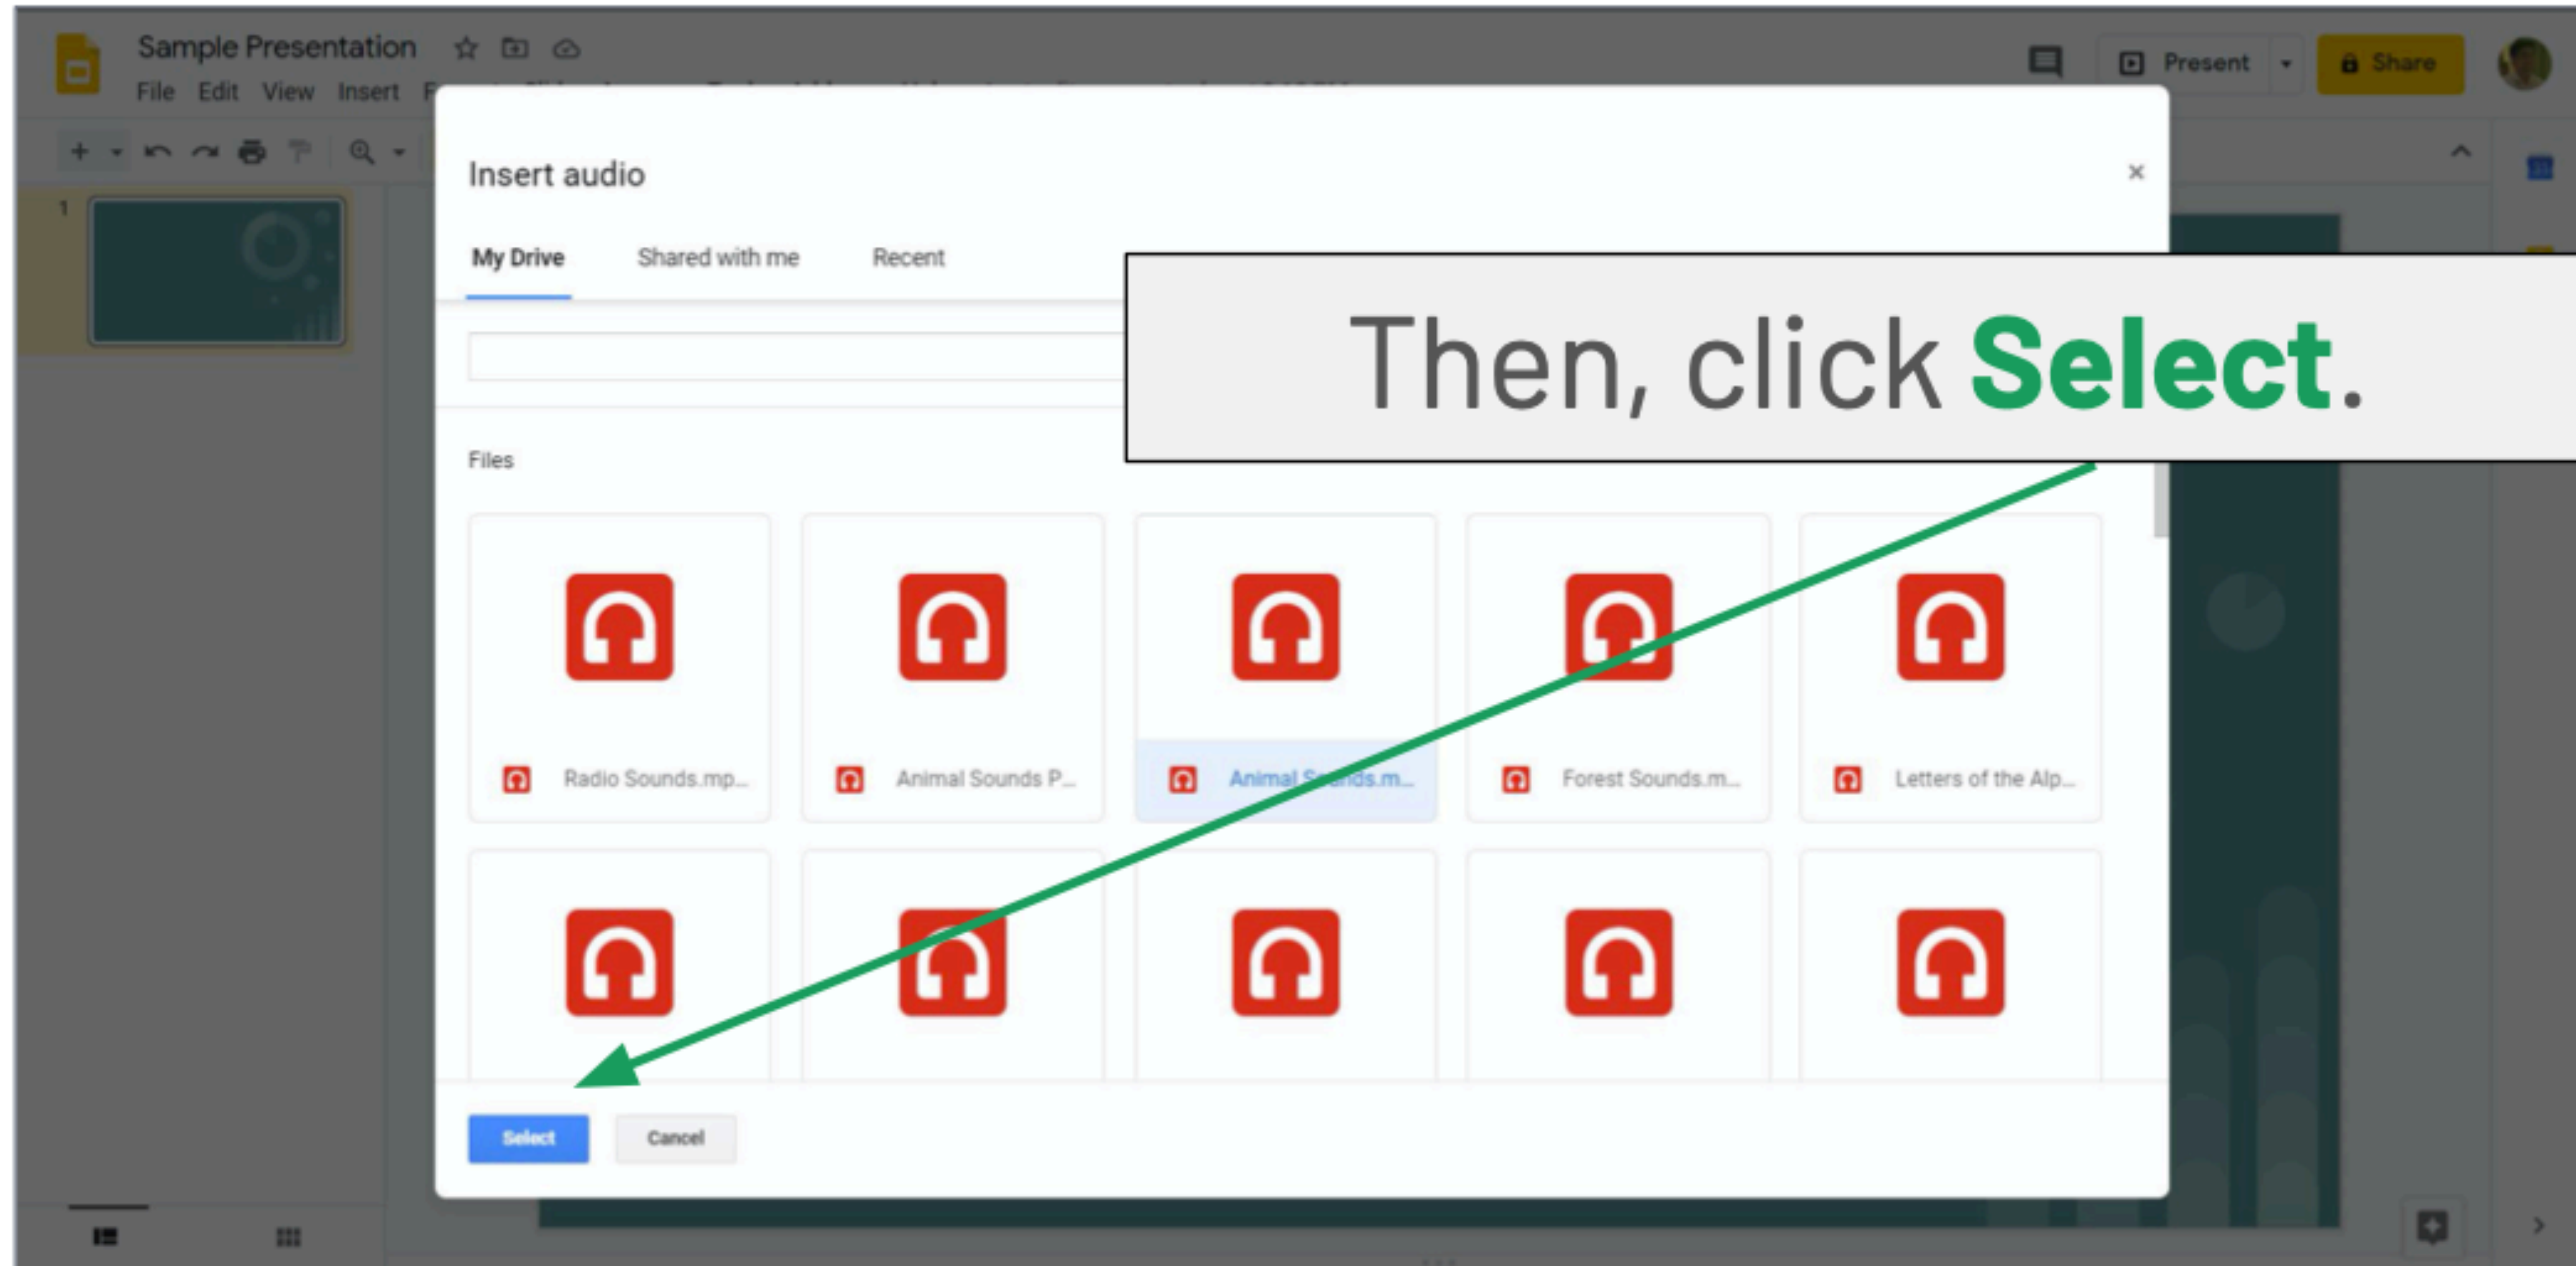 Sample Presentation
File Edit View Insert
Present
Share
1
Insert audio
My Drive Shared with me Recent
Then, click Select.
Files
Radio Sounds.mp...
Animal Sounds P...
Animal Sounds.m...
Forest Sounds.m...
Letters of the Alp...
Select Cancel